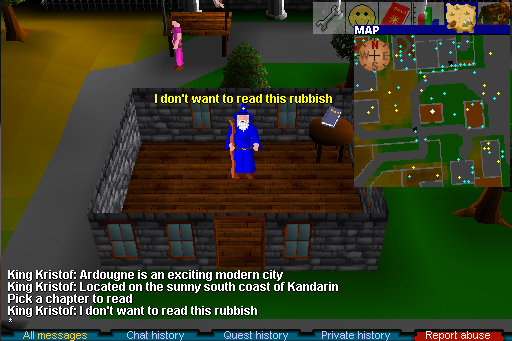 MAP
N
W E
S
I don't want to read this rubbish
King Kristof: Ardougne is an exciting modern city
King Kristof: Located on the sunny south coast of Kandarin
Pick a chapter to read
King Kristof: I don't want to read this rubbish
*
All messages
Chat history
Quest history
Private history
Report abuse